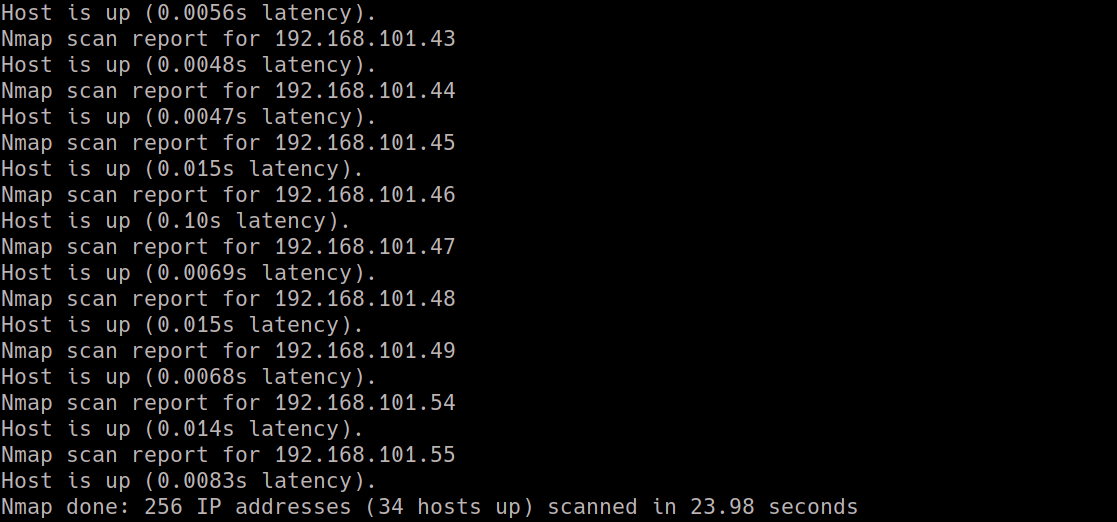 Host is up (0.0056s latency).
Nmap scan report for 192.168.101.43
Host is up (0.0048s latency).
Nmap scan report for 192.168.101.44
Host is up (0.0047s latency).
Nmap scan report for 192.168.101.45
Host is up (0.015s latency).
Nmap scan report for 192.168.101.46
Host is up (0.10s latency).
Nmap scan report for 192.168.101.47
Host is up (0.0069s latency).
Nmap scan report for 192.168.101.48
Host is up (0.015s latency).
Nmap scan report for 192.168.101.49
Host is up (0.0068s latency).
Nmap scan report for 192.168.101.54
Host is up (0.014s latency).
Nmap scan report for 192.168.101.55
Host is up (0.0083s latency).
Nmap done: 256 IP addresses (34 hosts up) scanned in 23.98 seconds